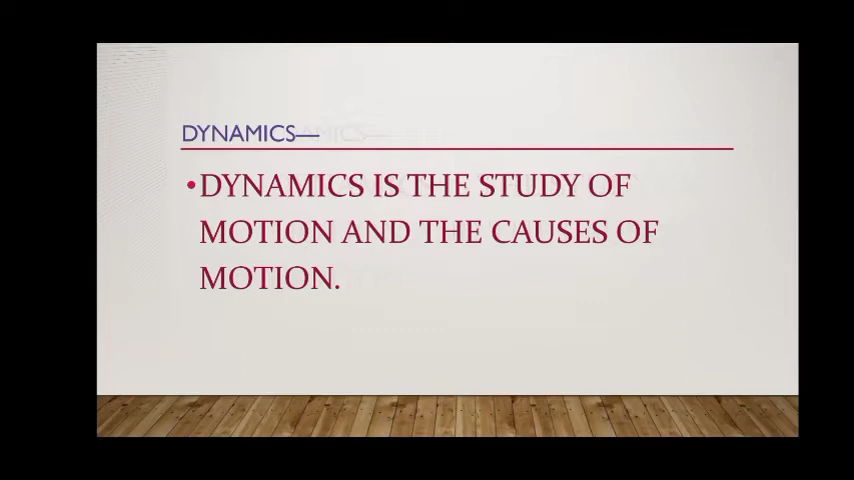 DYNAMICS—
•DYNAMICS IS THE STUDY OF
MOTION AND THE CAUSES OF
MOTION.